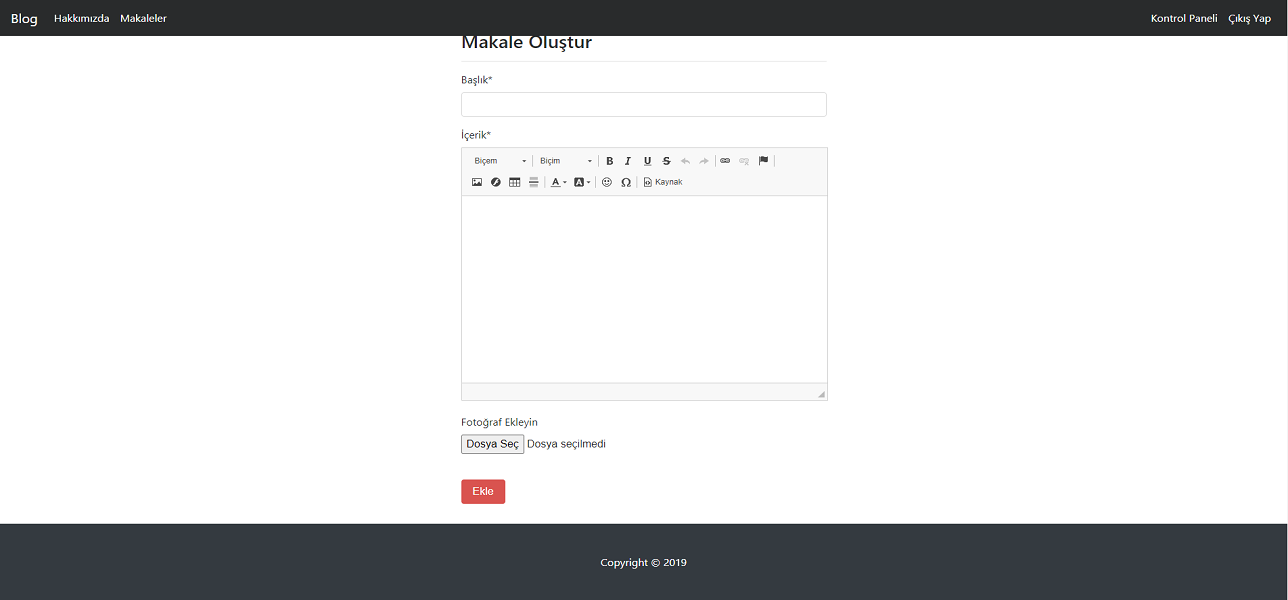 Blog Hakkımızda Makaleler Kontrol Paneli Çıkış Yap
Makale Oluştur
Başlık*
İçerik*
Biçem Biçim B I U S
A A Ω Kaynak
Fotoğraf Ekleyin
Dosya Seç Dosya seçilmedi
Ekle
Copyright © 2019